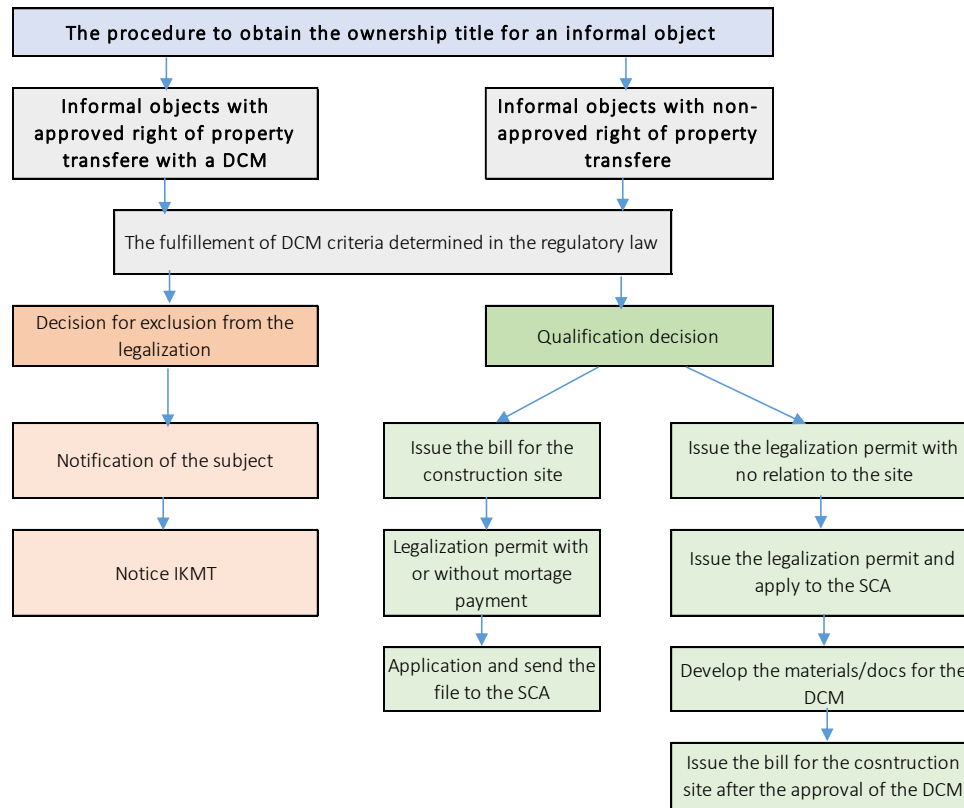 The procedure to obtain the ownership title for an informal object
Informal objects with
approved right of property
transfere with a DCM
Informal objects with non-
approved right of property
transfere
The fulfillment of DCM criteria determined in the regulatory law
Decision for exclusion from the
legalization
Qualification decision
Notification of the subject
Issue the bill for the
construction site
Issue the legalization permit with
no relation to the site
Notice IKMT
Legalization permit with
or without mortage
payment
Issue the legalization permit and
apply to the SCA
Application and send the
file to the SCA
Develop the materials/docs for the
DCM
Issue the bill for the cosntruction
site after the approval of the DCM